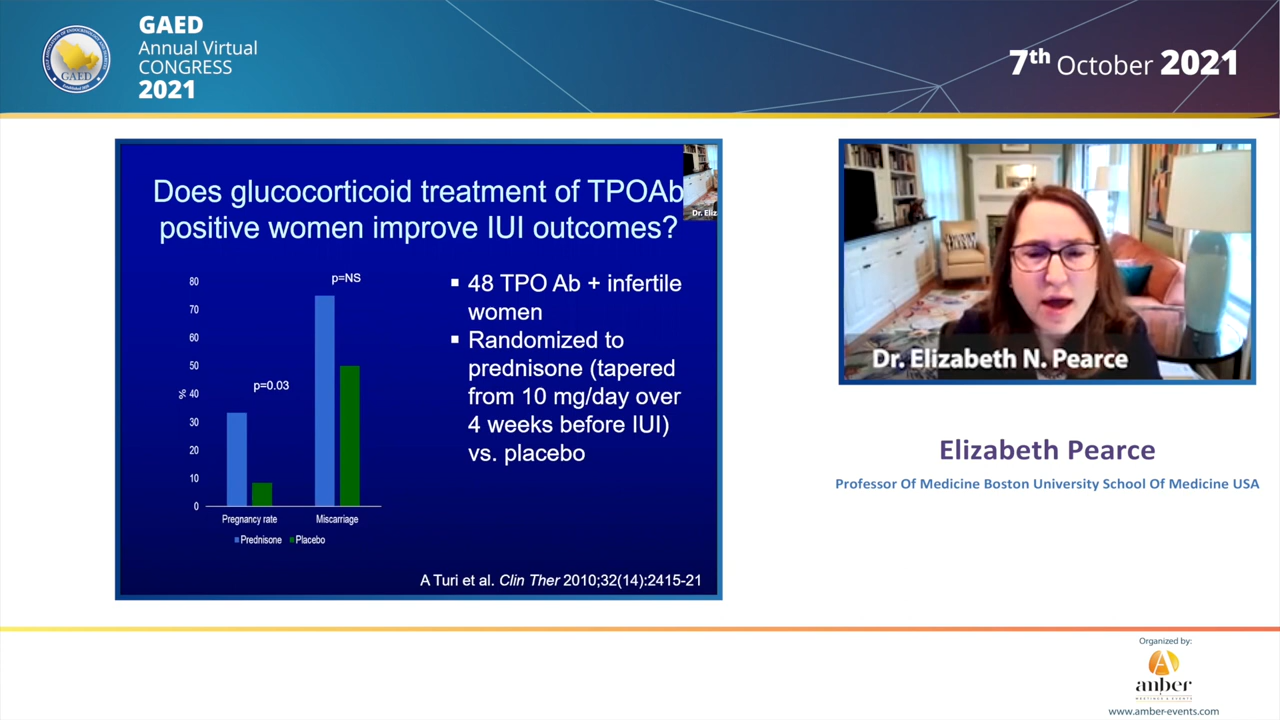 GAED
Annual Virtual
CONGRESS
2021
GAED
7th October 2021
Does glucocorticoid treatment of TPOAb
positive women improve IUI outcomes?
Dr. Eliz
80
70
60
50
40
30
20
10
0
%
p=0.03
p=NS
Pregnancy rate
Miscarriage
Prednisone
Placebo
▪ 48 TPO Ab + infertile
women
▪ Randomized to
prednisone (tapered
from 10 mg/day over
4 weeks before IUI)
vs. placebo
A Turi et al. Clin Ther 2010;32(14):2415-21
Dr. Elizabeth N. Pearce
Elizabeth Pearce
Professor Of Medicine Boston University School Of Medicine USA
Organized by:
anber
www.amber-events.com